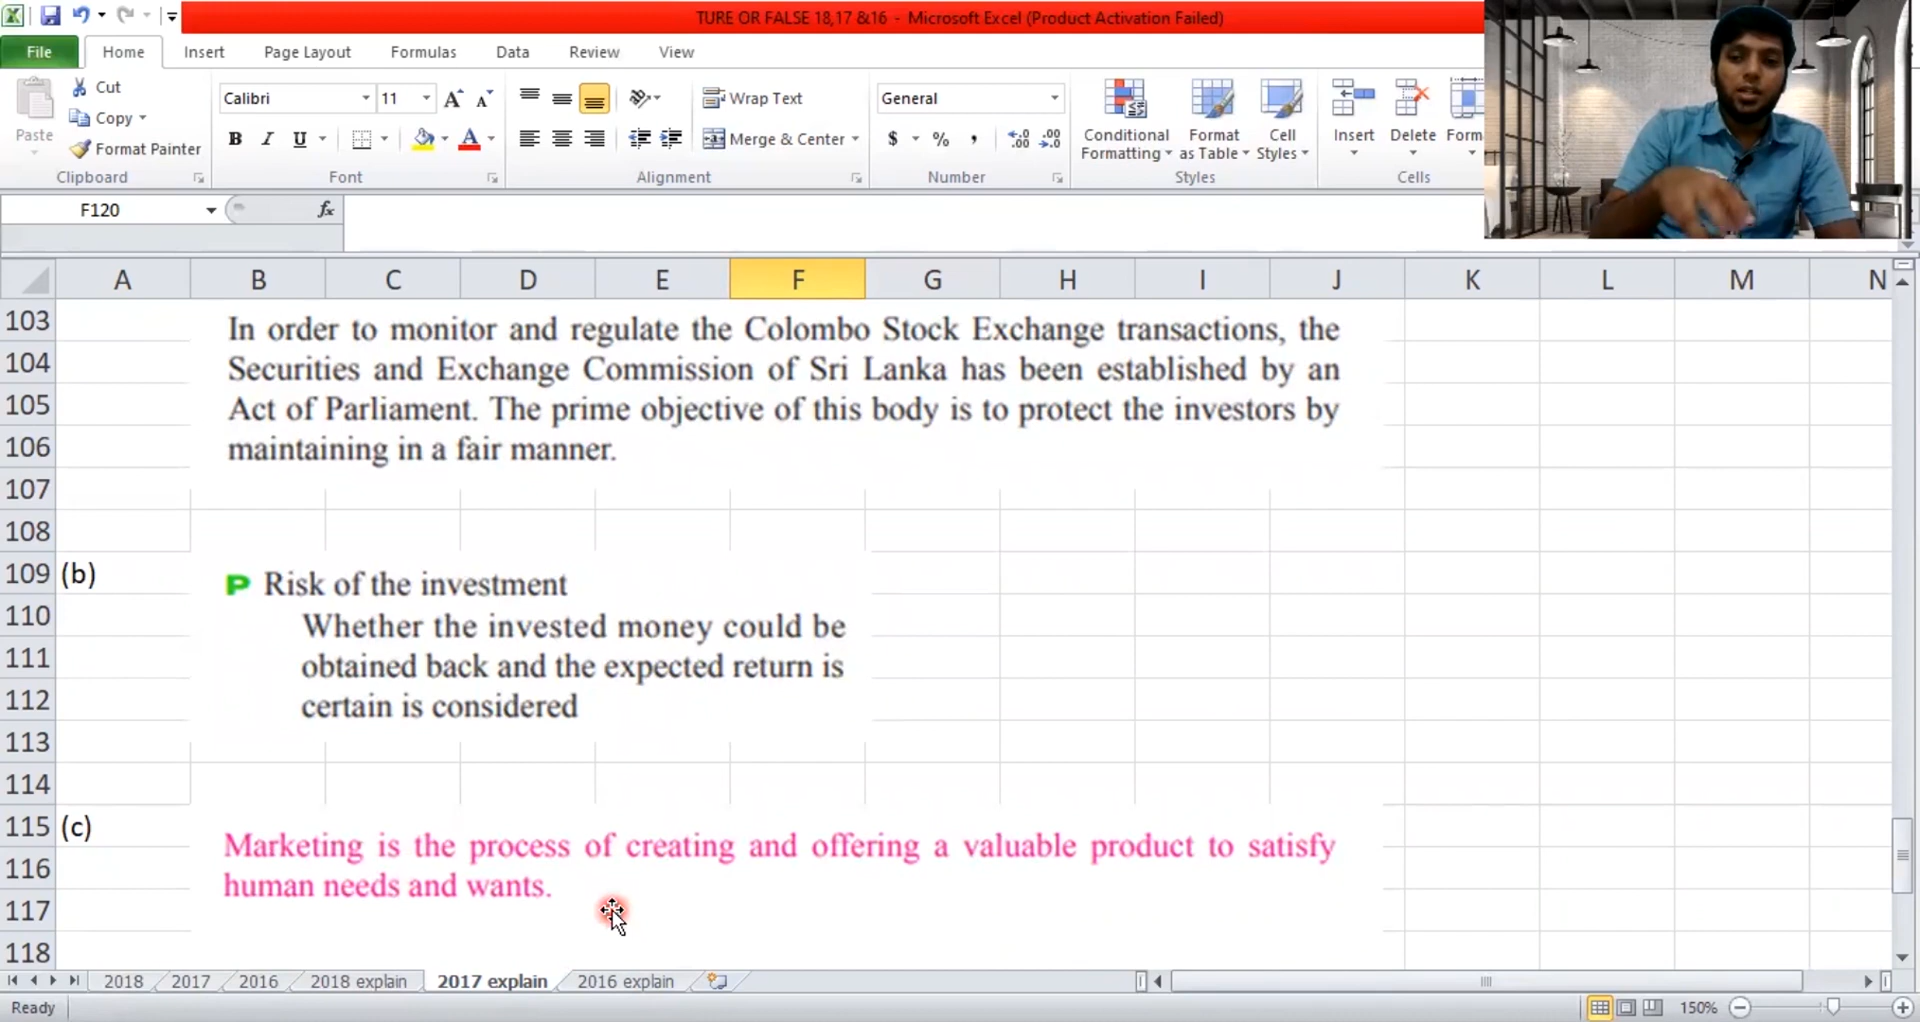 TURE OR FALSE 18,17 &16 - Microsoft Excel (Product Activation Failed)
File Home Insert Page Layout Formulas Data Review View
Paste Cut Copy Format Painter
Calibri 11 General
B I U Wrap Text Merge & Center $ % ,
Conditional Formatting Format as Table Cell Styles Insert Delete Form
Clipboard Font Alignment Number Styles Cells
F120 fx
A B C D E F G H I J K L M N
103 In order to monitor and regulate the Colombo Stock Exchange transactions, the
104 Securities and Exchange Commission of Sri Lanka has been established by an
105 Act of Parliament. The prime objective of this body is to protect the investors by
106 maintaining in a fair manner.
107
108
109 (b) P Risk of the investment
110 Whether the invested money could be
111 obtained back and the expected return is
112 certain is considered
113
114
115 (c) Marketing is the process of creating and offering a valuable product to satisfy
116 human needs and wants.
117
118
2018 2017 2016 2018 explain 2017 explain 2016 explain
Ready 150%